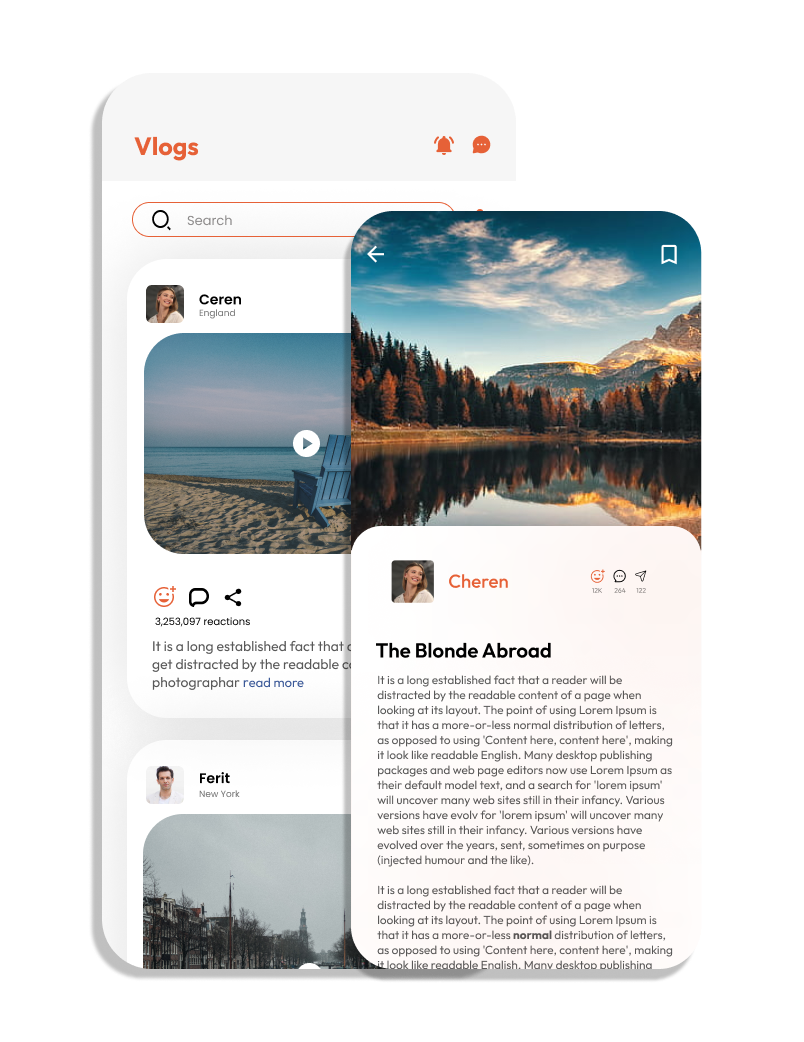 Vlogs
Search
Ceren
England
3,253,097 reactions
It is a long established fact that
get distracted by the readable
photographar read more
Ferit
New York
Cheren
12K 264 122
The Blonde Abroad
It is a long established fact that a reader will be
distracted by the readable content of a page when
looking at its layout. The point of using Lorem Ipsum is
that it has a more-or-less normal distribution of letters,
as opposed to using 'Content here, content here', making
it look like readable English. Many desktop publishing
packages and web page editors now use Lorem Ipsum as
their default model text, and a search for 'lorem ipsum'
will uncover many web sites still in their infancy. Various
versions have evolv for 'lorem ipsum' will uncover many
web sites still in their infancy. Various versions have
evolved over the years, sent, sometimes on purpose
(injected humour and the like).
It is a long established fact that a reader will be
distracted by the readable content of a page when
looking at its layout. The point of using Lorem Ipsum is
that it has a more-or-less normal distribution of letters,
as opposed to using 'Content here, content here', making
it look like readable English. Many desktop publishing